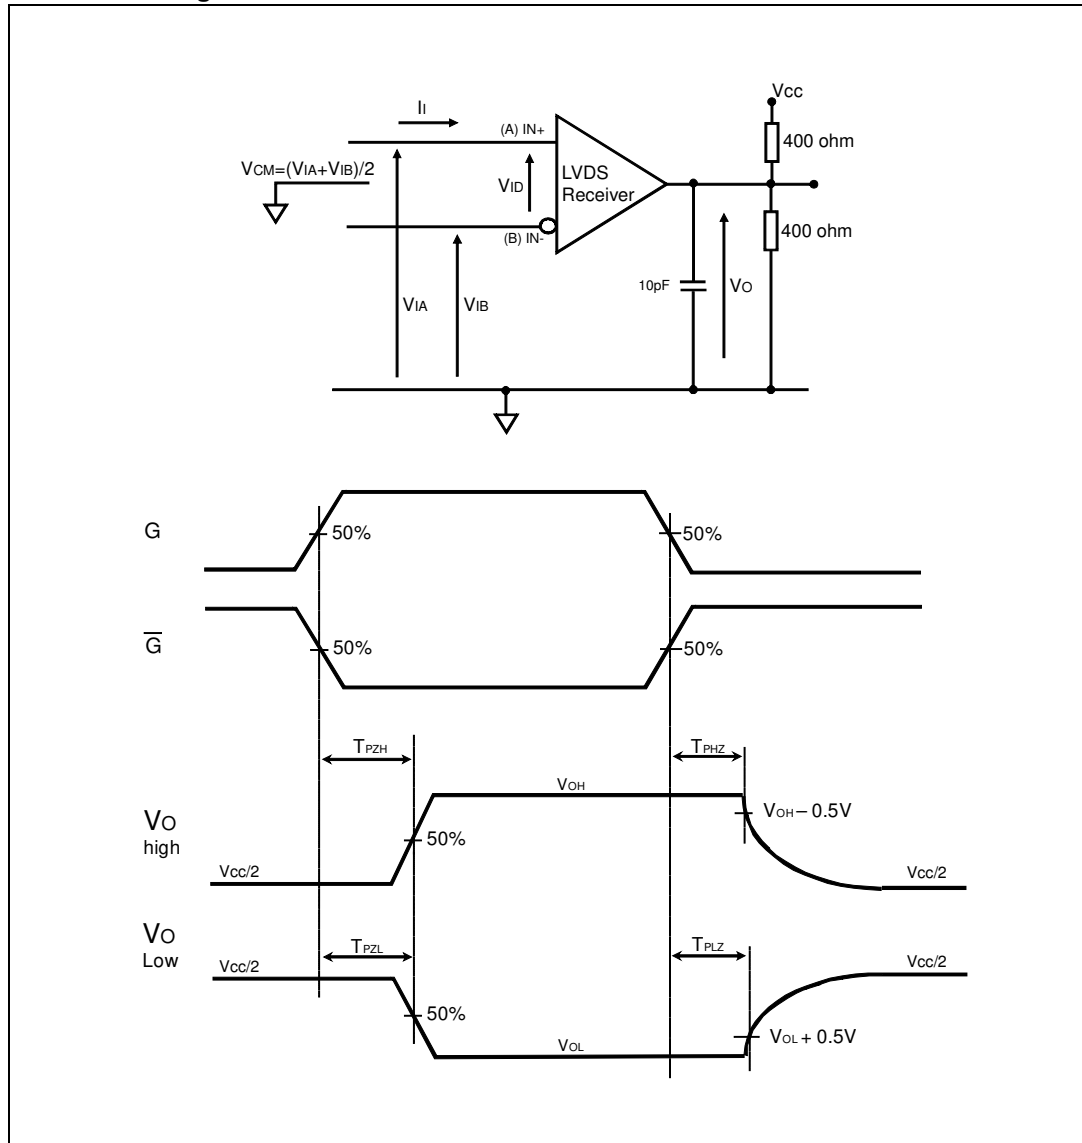 Vcc
II
(A) IN+
400 ohm
VCM=(VIA+VIB)/2
LVDS
Receiver
VID
(B) IN-
400 ohm
10pF
VO
VIA
VIB
G
50%
50%
G̅
50%
50%
TPZH
TPHZ
VOH
VO
high
VOH – 0.5V
50%
Vcc/2
Vcc/2
VO
Low
TPZL
TPLZ
Vcc/2
Vcc/2
50%
VOL
VOL + 0.5V